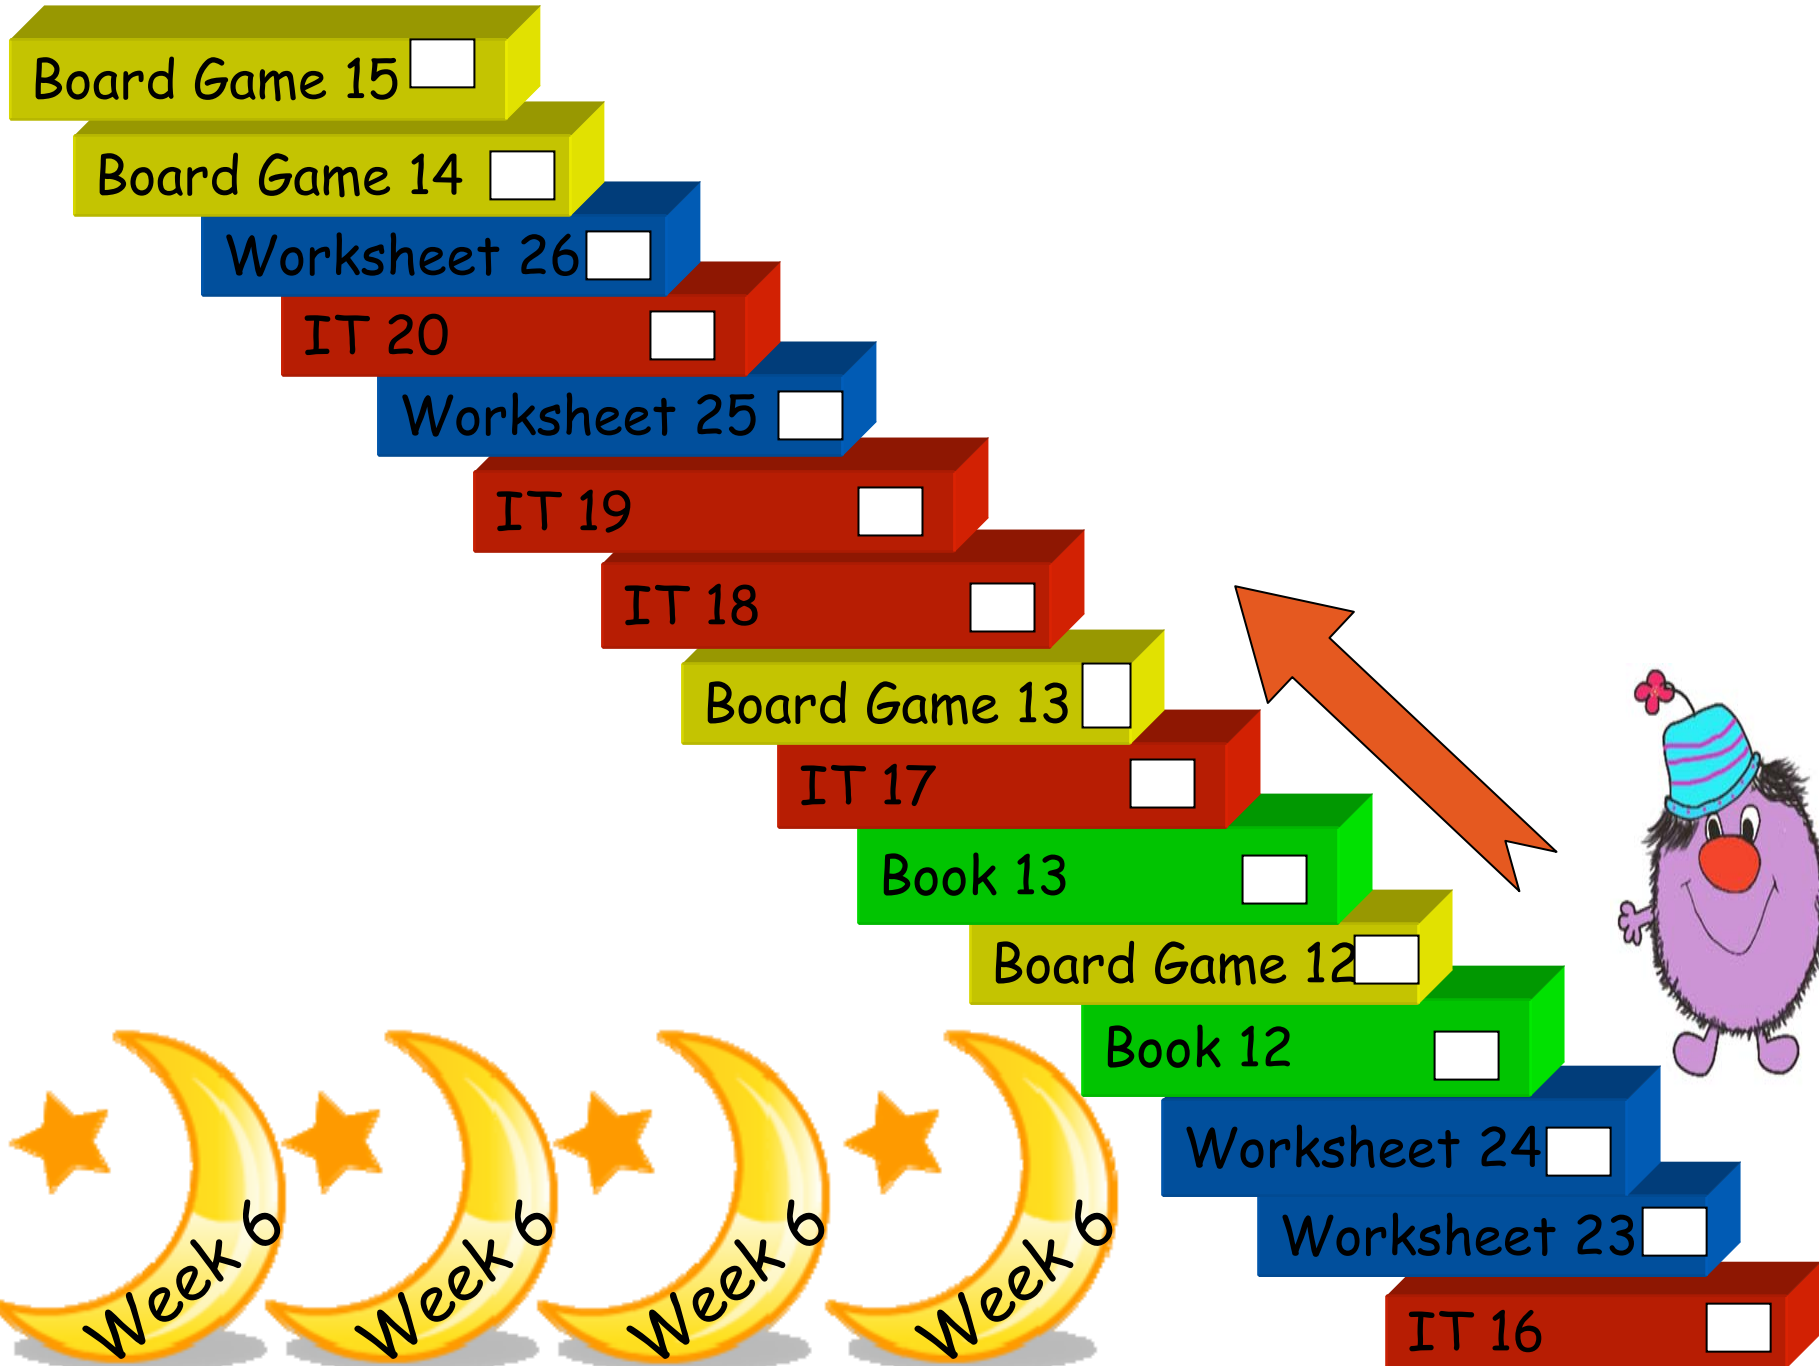 Board Game 15
Board Game 14
Worksheet 26
IT 20
Worksheet 25
IT 19
IT 18
Board Game 13
IT 17
Book 13
Board Game 12
Book 12
Worksheet 24
Worksheet 23
IT 16
Week 6
Week 6
Week 6
Week 6